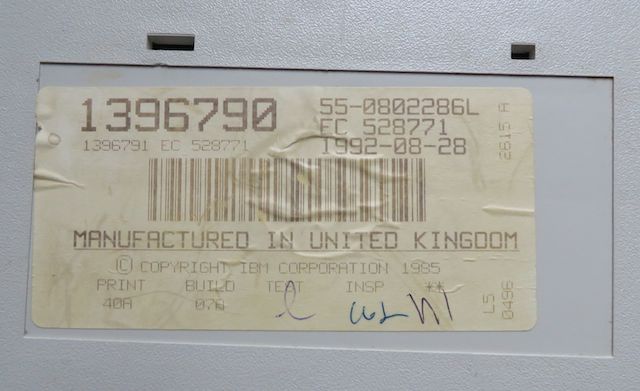 1396790
55-0802286L
EC 528771
1396791 EC 528771
1992-08-28
2615 A
MANUFACTURED IN UNITED KINGDOM
© COPYRIGHT IBM CORPORATION 1985
PRINT BUILD TEST INSP **
40A 07A
L5
0496